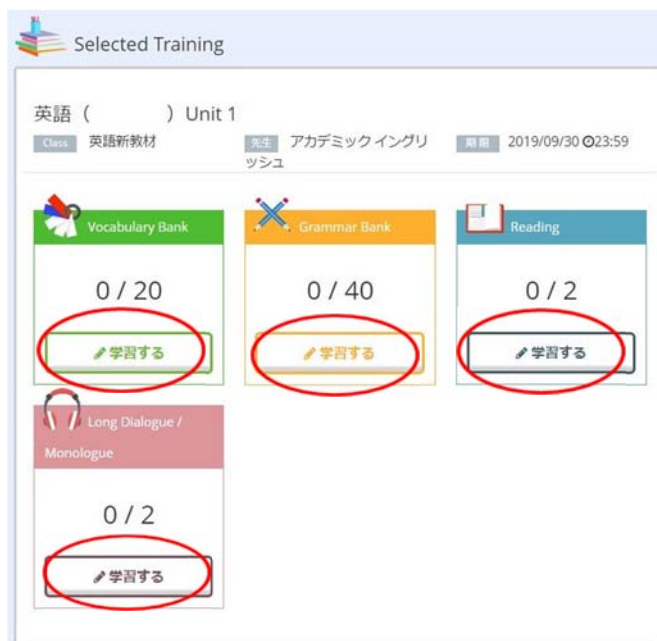 Selected Training
英語 ( ) Unit 1
Class 英語新教材
先生 アカデミック イングリ
ッシュ
期限 2019/09/30 23:59
Vocabulary Bank
0 / 20
学習する
Grammar Bank
0 / 40
学習する
Reading
0 / 2
学習する
Long Dialogue /
Monologue
0 / 2
学習する